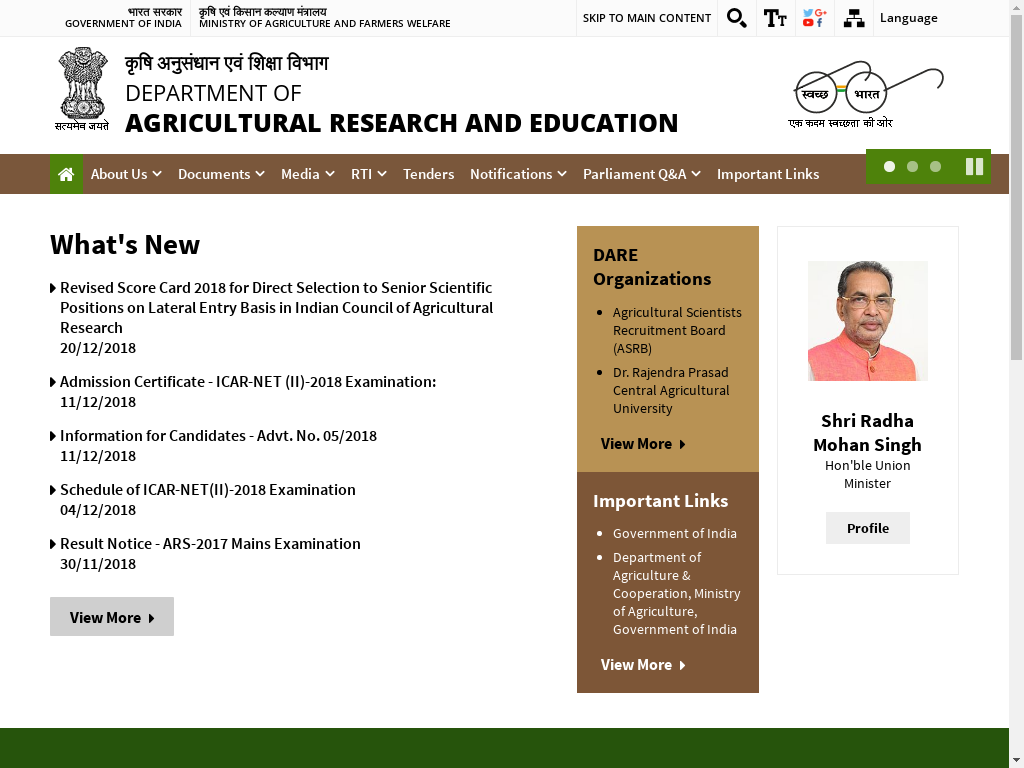 भारत सरकार
GOVERNMENT OF INDIA
कृषि एवं किसान कल्याण मंत्रालय
MINISTRY OF AGRICULTURE AND FARMERS WELFARE
SKIP TO MAIN CONTENT
Language
सत्यमेव जयते
कृषि अनुसंधान एवं शिक्षा विभाग
DEPARTMENT OF
AGRICULTURAL RESEARCH AND EDUCATION
स्वच्छ भारत
एक कदम स्वच्छता की ओर
About Us
Documents
Media
RTI
Tenders
Notifications
Parliament Q&A
Important Links
What's New
Revised Score Card 2018 for Direct Selection to Senior Scientific
Positions on Lateral Entry Basis in Indian Council of Agricultural
Research
20/12/2018
Admission Certificate - ICAR-NET (II)-2018 Examination:
11/12/2018
Information for Candidates - Advt. No. 05/2018
11/12/2018
Schedule of ICAR-NET(II)-2018 Examination
04/12/2018
Result Notice - ARS-2017 Mains Examination
30/11/2018
View More
DARE
Organizations
Agricultural Scientists
Recruitment Board
(ASRB)
Dr. Rajendra Prasad
Central Agricultural
University
View More
Important Links
Government of India
Department of
Agriculture &
Cooperation, Ministry
of Agriculture,
Government of India
View More
Shri Radha
Mohan Singh
Hon'ble Union
Minister
Profile